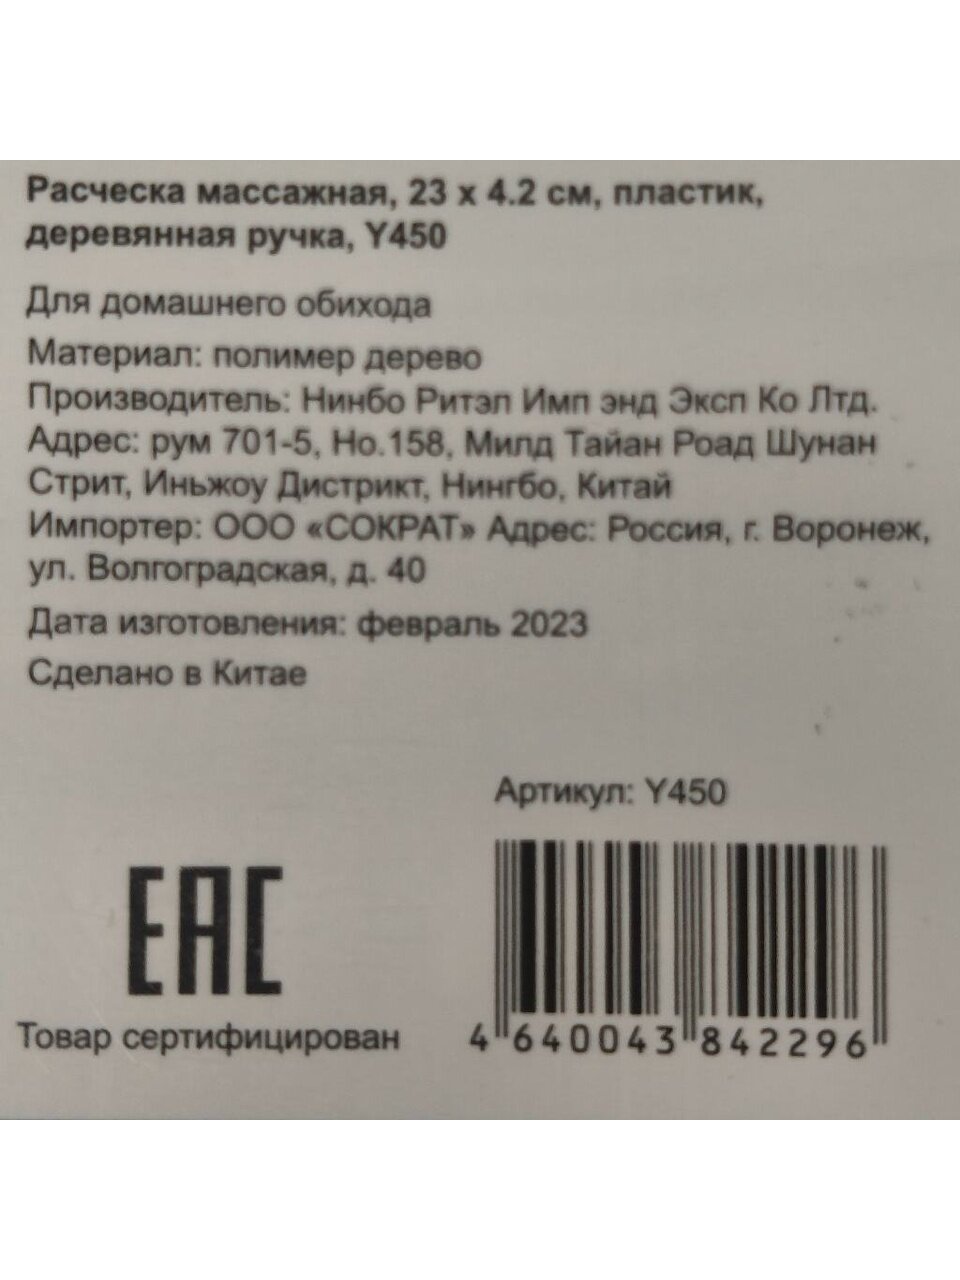 Расческа массажная, 23 х 4.2 см, пластик,
деревянная ручка, Y450
Для домашнего обихода
Материал: полимер дерево
Производитель: Нинбо Ритэл Имп энд Эксп Ко Лтд.
Адрес: рум 701-5, Но.158, Милд Тайан Роад Шунан
Стрит, Иньжоу Дистрикт, Нингбо, Китай
Импортер: ООО «СОКРАТ» Адрес: Россия, г. Воронеж,
ул. Волгоградская, д. 40
Дата изготовления: февраль 2023
Сделано в Китае
Артикул: Y450
EAC
Товар сертифицирован
4 640043 842296